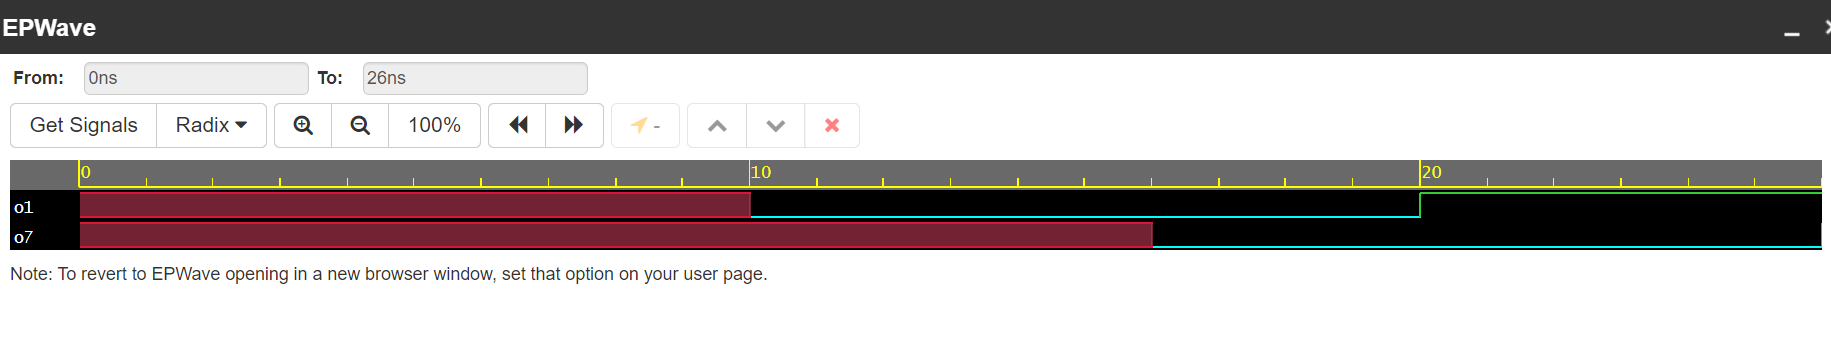 EPWave
From: 0ns To: 26ns
Get Signals Radix 100% -
0 10 20
o1
o7
Note: To revert to EPWave opening in a new browser window, set that option on your user page.